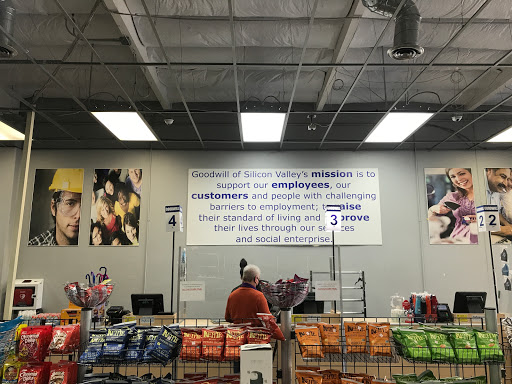 Goodwill of Silicon Valley's mission is to
support our employees, our
customers and people with challenging
barriers to employment; to raise
their standard of living and improve
their lives through our services
and social enterprise.
4
3
2
2